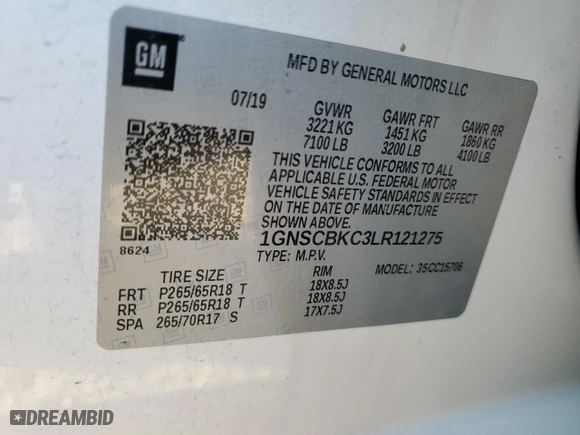 GM
MFD BY GENERAL MOTORS LLC
07/19 GVWR GAWR FRT GAWR RR
3221 KG 1451 KG 1860 KG
7100 LB 3200 LB 4100 LB
THIS VEHICLE CONFORMS TO ALL
APPLICABLE U.S. FEDERAL MOTOR
VEHICLE SAFETY STANDARDS IN EFFECT
ON THE DATE OF MANUFACTURE
SHOWN ABOVE.
8624 1GNSCBKC3LR121275
TYPE: M.P.V. MODEL: 3SCC15706
TIRE SIZE RIM
FRT P265/65R18 T 18X8.5J
RR P265/65R18 T 18X8.5J
SPA 265/70R17 S 17X7.5J
DREAMBID